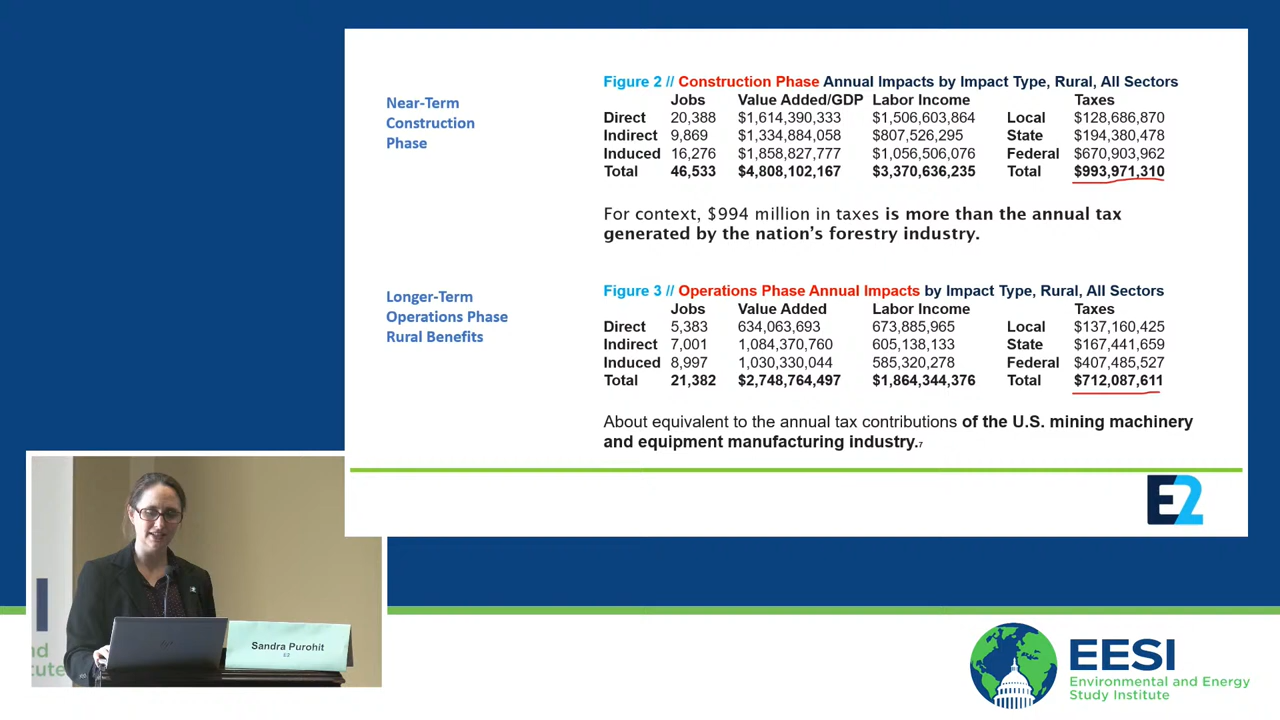 Near-Term
Construction
Phase
Figure 2 // Construction Phase Annual Impacts by Impact Type, Rural, All Sectors
Jobs Value Added/GDP Labor Income Taxes
Direct 20,388 $1,614,390,333 $1,506,603,864 Local $128,686,870
Indirect 9,869 $1,334,884,058 $807,526,295 State $194,380,478
Induced 16,276 $1,858,827,777 $1,056,506,076 Federal $670,903,962
Total 46,533 $4,808,102,167 $3,370,636,235 Total $993,971,310
For context, $994 million in taxes is more than the annual tax
generated by the nation's forestry industry.
Longer-Term
Operations Phase
Rural Benefits
Figure 3 // Operations Phase Annual Impacts by Impact Type, Rural, All Sectors
Jobs Value Added Labor Income Taxes
Direct 5,383 634,063,693 673,885,965 Local $137,160,425
Indirect 7,001 1,084,370,760 605,138,133 State $167,441,659
Induced 8,997 1,030,330,044 585,320,278 Federal $407,485,527
Total 21,382 $2,748,764,497 $1,864,344,376 Total $712,087,611
About equivalent to the annual tax contributions of the U.S. mining machinery
and equipment manufacturing industry.7
E2
Sandra Purohit
E2
EESI
Environmental and Energy
Study Institute